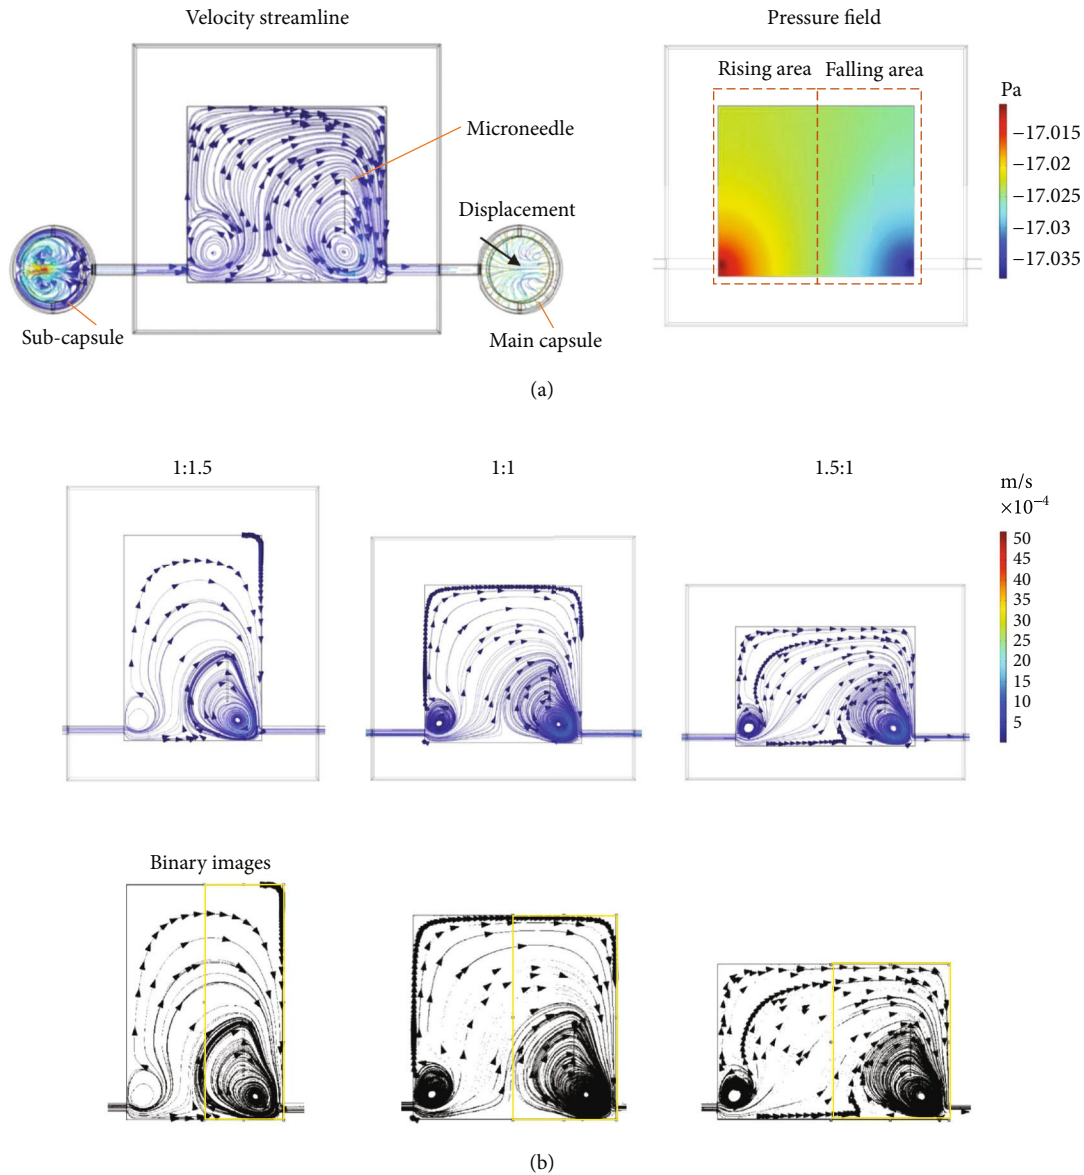 Velocity streamline
Pressure field
Rising area
Falling area
Pa
Microneedle
−17.015
−17.02
−17.025
−17.03
−17.035
Displacement
Sub-capsule
Main capsule
(a)
1:1.5
1:1
1.5:1
m/s
×10⁻⁴
50
45
40
35
30
25
20
15
10
5
Binary images
(b)